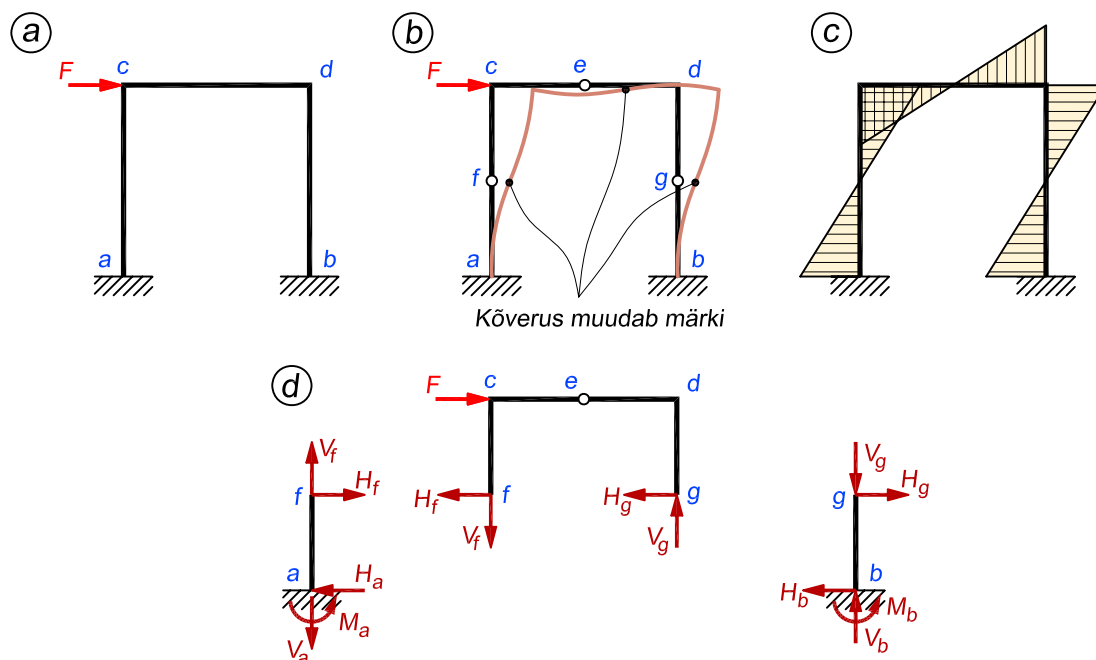 a
F
c
d
a
b
b
F
c
e
d
f
g
a
b
Kõverus muudab märki
c
d
V_f
f
H_f
a
H_a
M_a
V_a
F
c
e
d
H_f
f
V_f
H_g
g
V_g
V_g
g
H_g
b
H_b
M_b
V_b